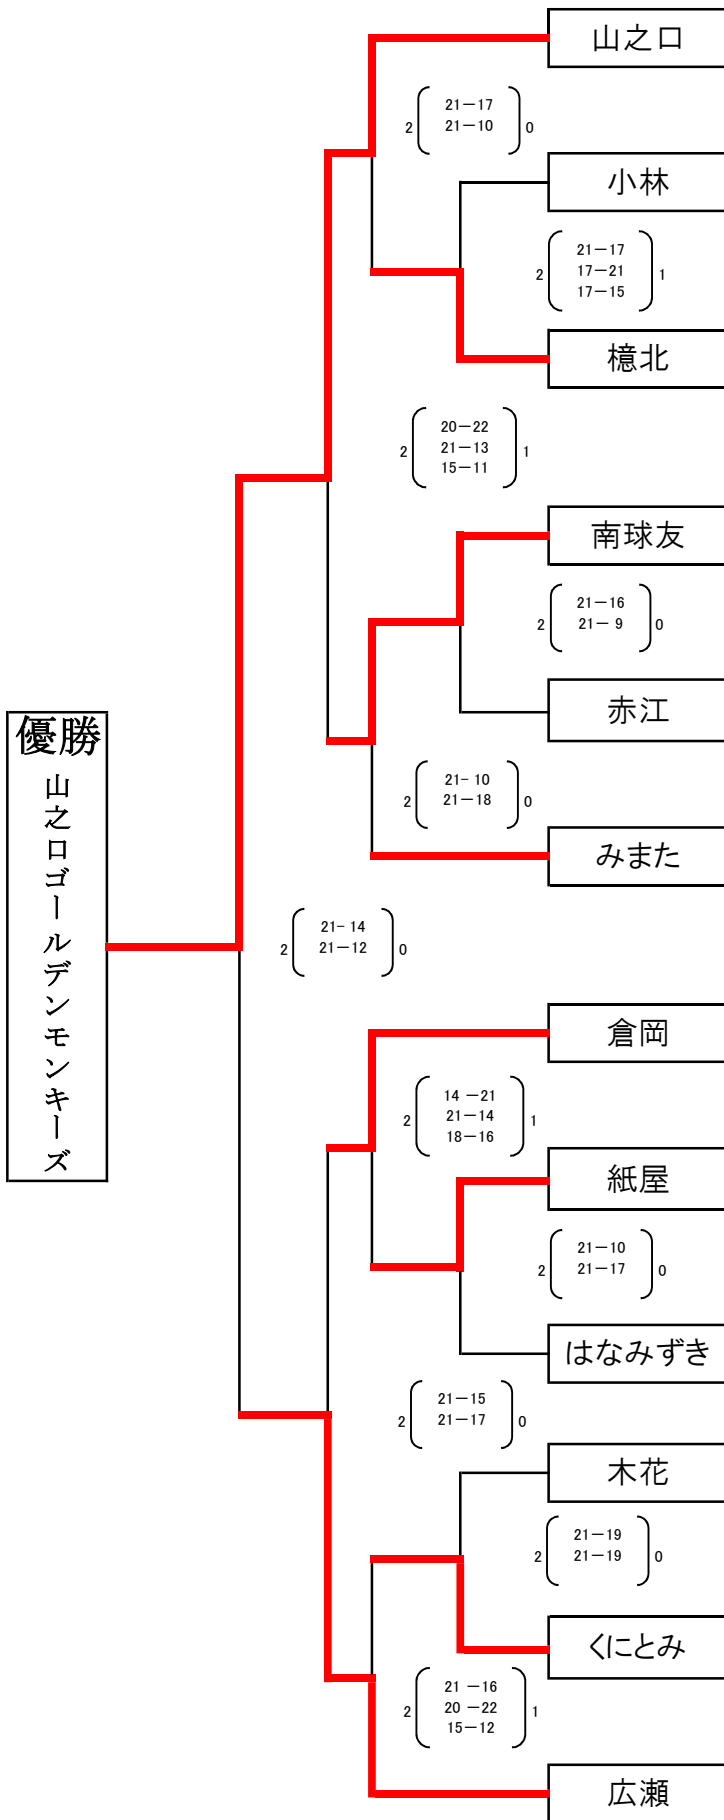 山之口
21－17
2 21－10 0
小林
21－17
2 17－21 1
17－15
檍北
20－22
2 21－13 1
15－11
南球友
21－16
2 21－ 9 0
赤江
優勝
山之口ゴールデンモンキーズ
21- 10
2 21－18 0
みまた
21- 14
2 21－12 0
倉岡
14 －21
2 21－14 1
18－16
紙屋
21－10
2 21－17 0
はなみずき
21－15
2 21－17 0
木花
21－19
2 21－19 0
くにとみ
21 －16
2 20 －22 1
15－12
広瀬